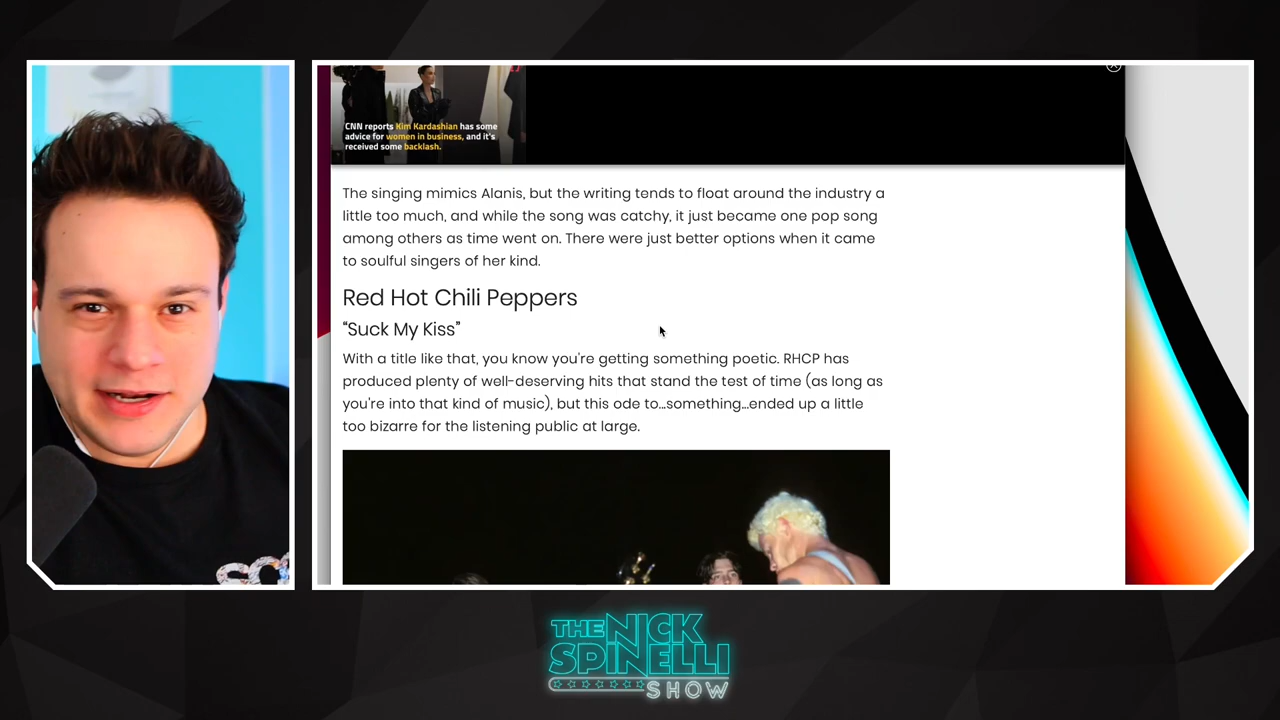 CNN reports Kim Kardashian has some
advice for women in business, and it's
received some backlash.
The singing mimics Alanis, but the writing tends to float around the industry a
little too much, and while the song was catchy, it just became one pop song
among others as time went on. There were just better options when it came
to soulful singers of her kind.
Red Hot Chili Peppers
“Suck My Kiss”
With a title like that, you know you're getting something poetic. RHCP has
produced plenty of well-deserving hits that stand the test of time (as long as
you're into that kind of music), but this ode to...something...ended up a little
too bizarre for the listening public at large.
THE NICK
SPINELLI
SHOW